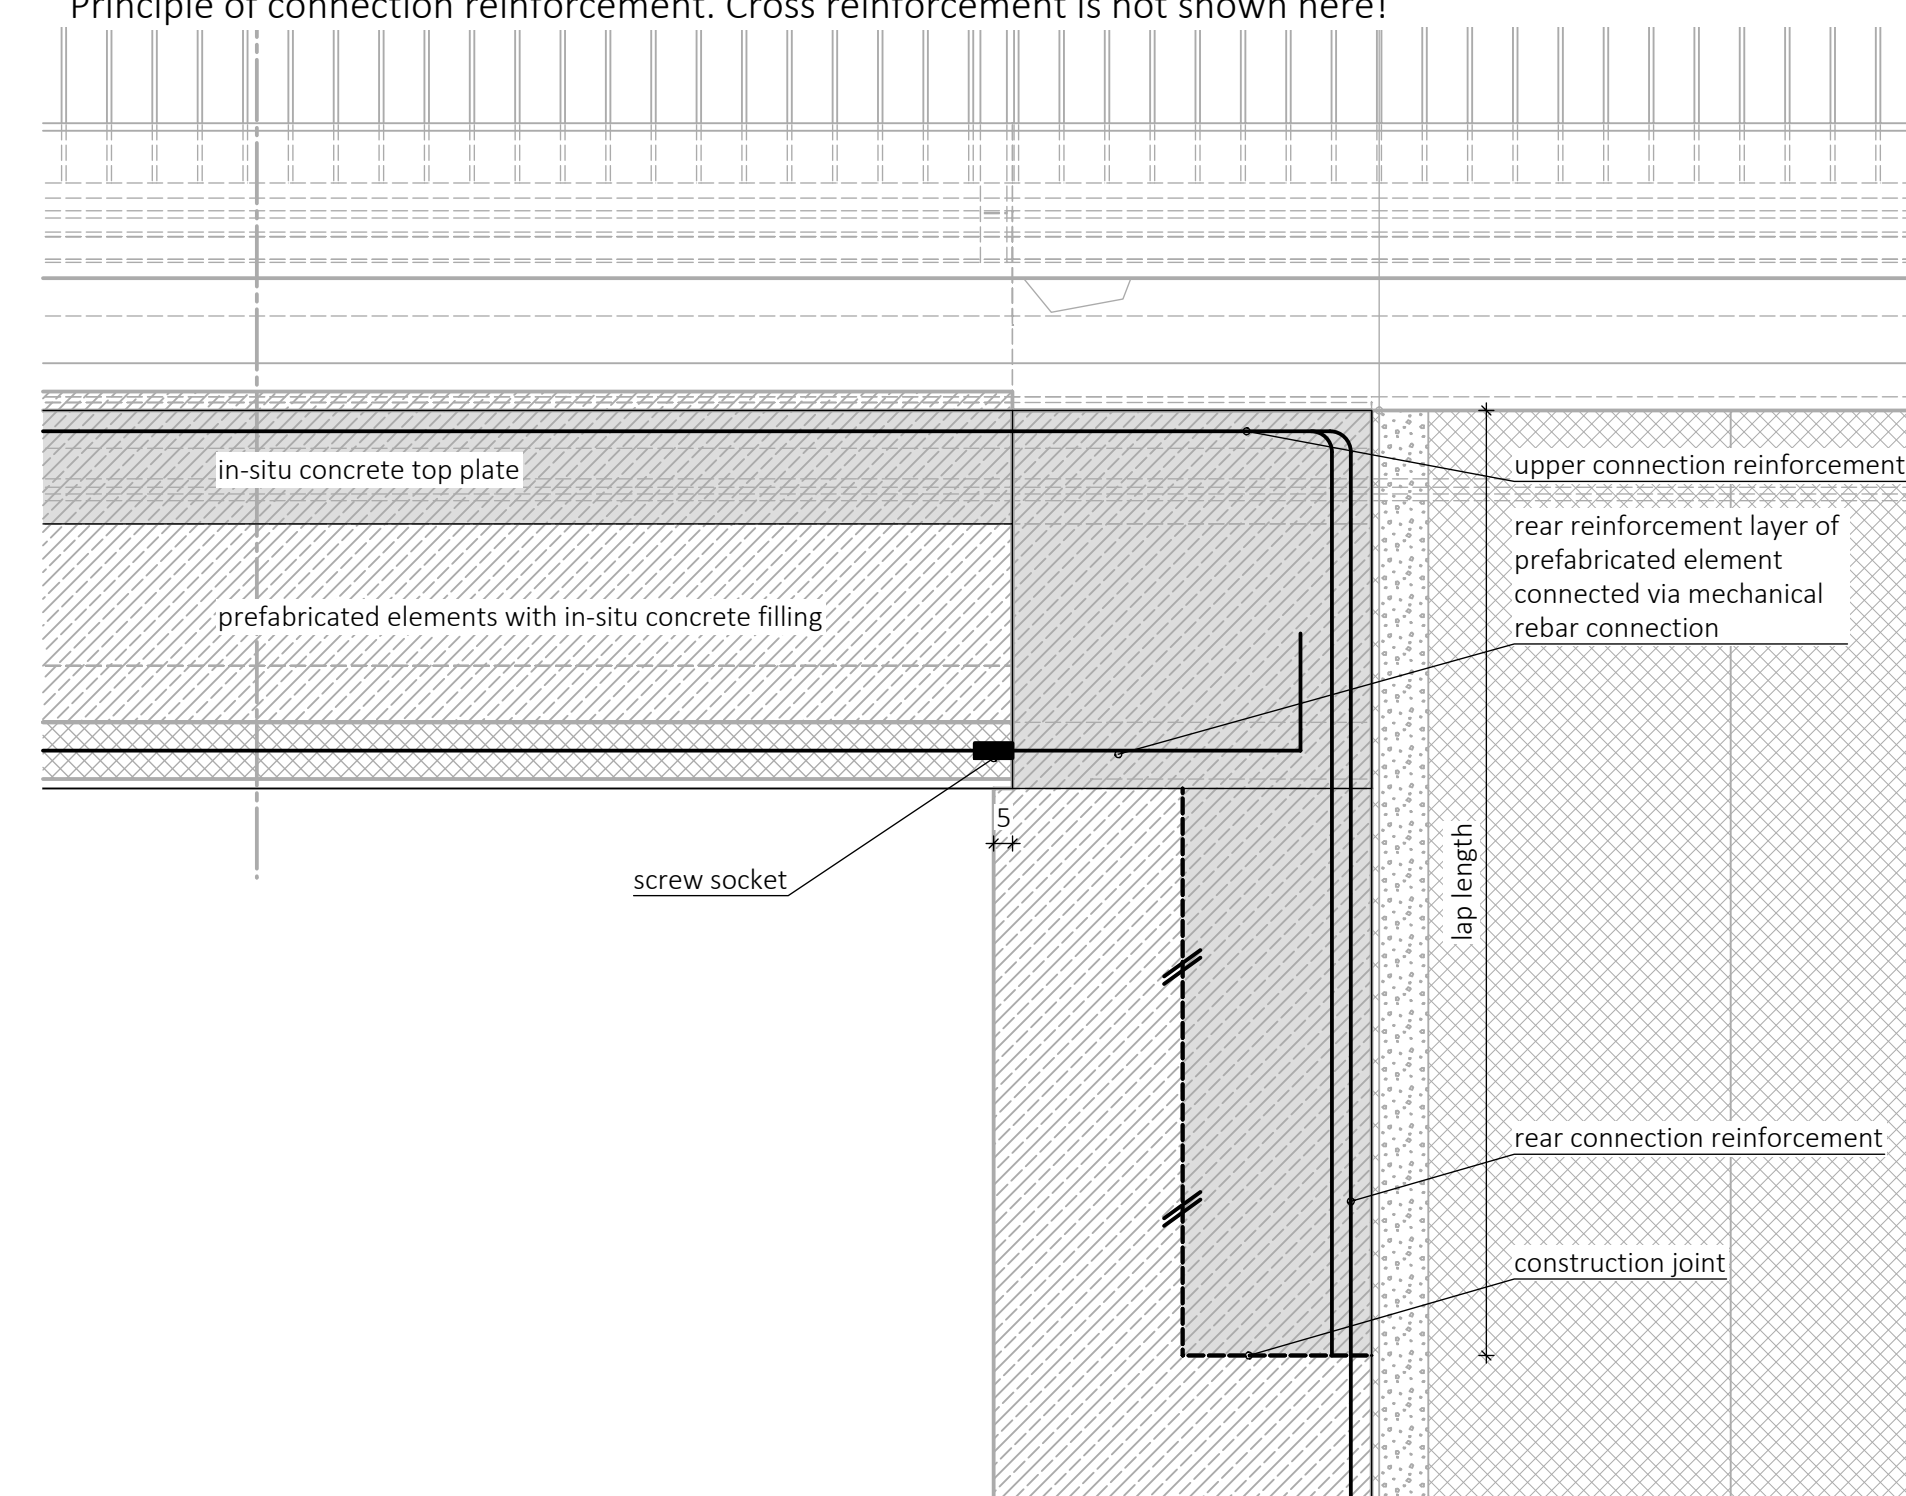 Principle of connection reinforcement. Cross reinforcement is not shown here!
in-situ concrete top plate
upper connection reinforcement
rear reinforcement layer of
prefabricated element
connected via mechanical
rebar connection
prefabricated elements with in-situ concrete filling
5
screw socket
lap length
rear connection reinforcement
construction joint